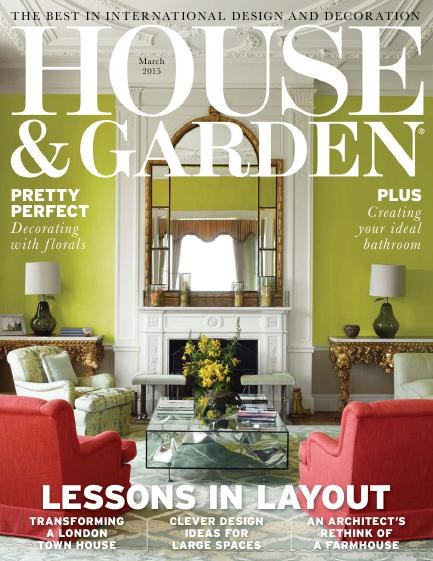 THE BEST IN INTERNATIONAL DESIGN AND DECORATION
HOUSE
& GARDEN®
March
2015
PRETTY
PERFECT
Decorating
with florals
PLUS
Creating
your ideal
bathroom
LESSONS IN LAYOUT
TRANSFORMING
A LONDON
TOWN HOUSE
CLEVER DESIGN
IDEAS FOR
LARGE SPACES
AN ARCHITECT'S
RETHINK OF
A FARMHOUSE